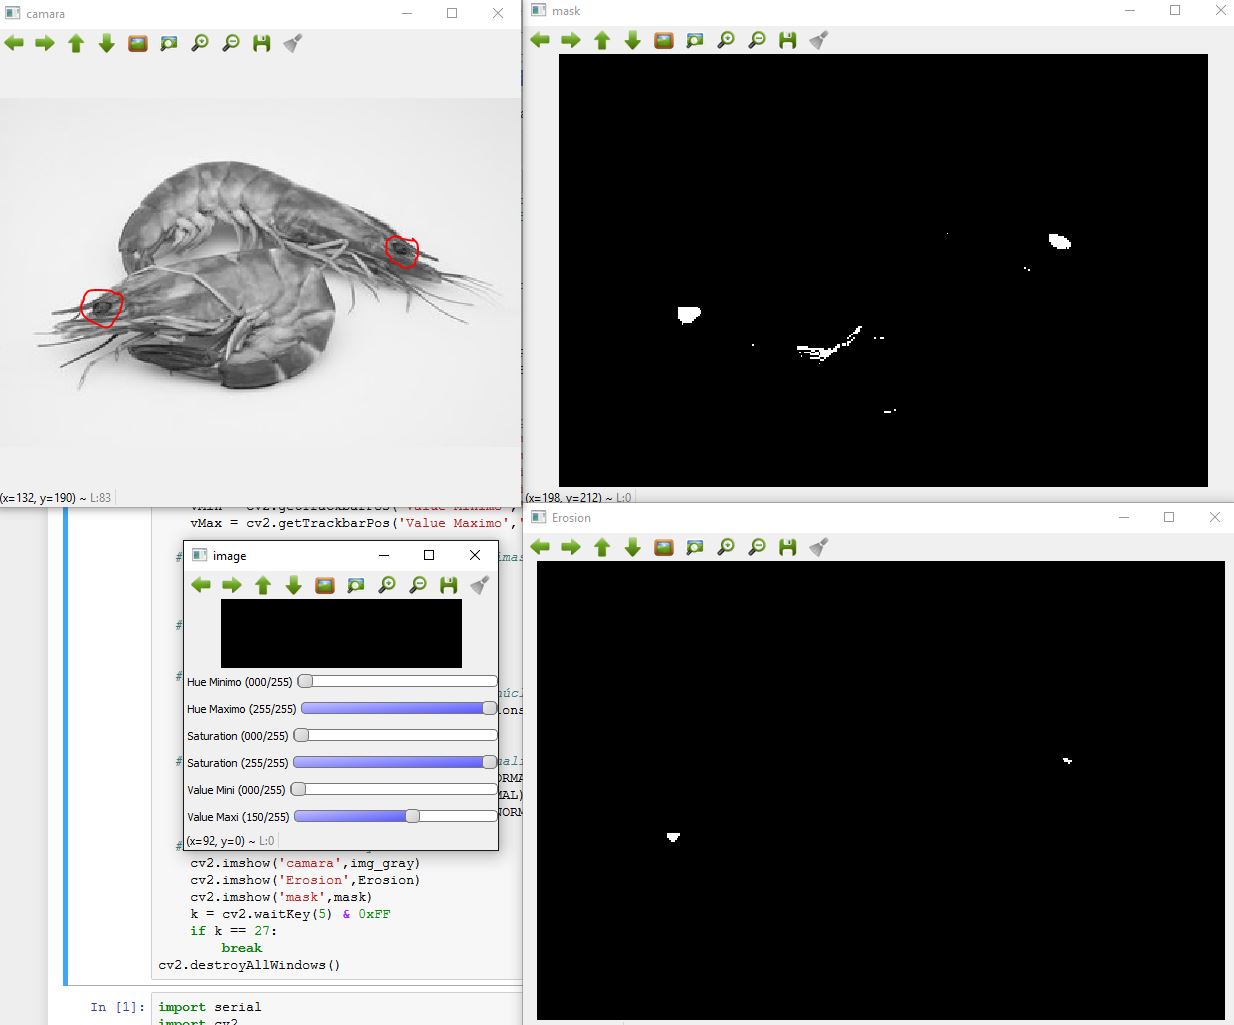 camara
(x=132, y=190) ~ L:83
mask
(x=198, y=212) ~ L:0
Erosion
vMax = cv2.getTrackbarPos('Value Maximo','
image
Hue Minimo (000/255)
Hue Maximo (255/255)
Saturation (000/255)
Saturation (255/255)
Value Mini (000/255)
Value Maxi (150/255)
(x=92, y=0) ~ L:0
#
#
#
#
#
cv2.imshow('camara',img_gray)
cv2.imshow('Erosion',Erosion)
cv2.imshow('mask',mask)
k = cv2.waitKey(5) & 0xFF
if k == 27:
break
cv2.destroyAllWindows()
In [1]: import serial
import cv2